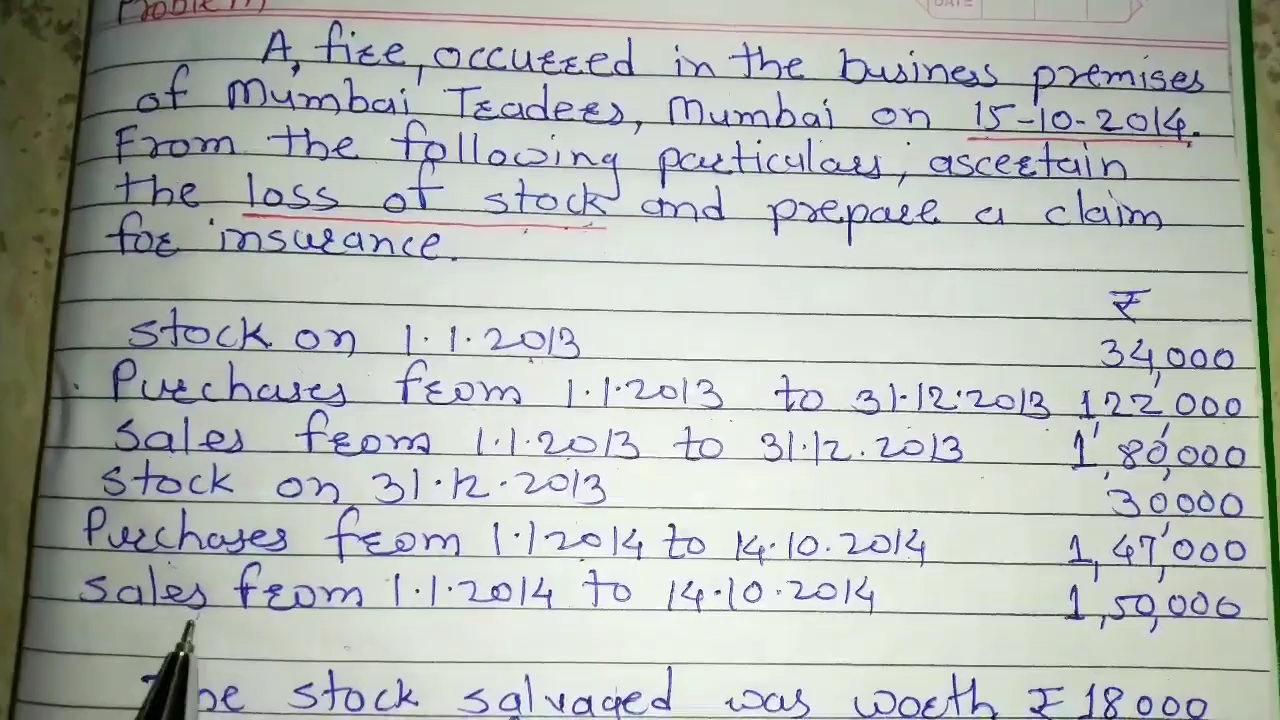 Problem
DATE
A fire, occurred in the business premises
of Mumbai Traders, Mumbai on 15-10-2014.
From the following particulars, ascertain
the loss of stock and prepare a claim
for insurance.
₹
Stock on 1.1.2013 34,000
Purchases from 1.1.2013 to 31.12.2013 1,22,000
Sales from 1.1.2013 to 31.12.2013 1,80,000
Stock on 31.12.2013 30000
Purchases from 1.1.2014 to 14.10.2014 1,47,000
Sales from 1.1.2014 to 14.10.2014 1,50,000
The stock salvaged was worth ₹ 18000